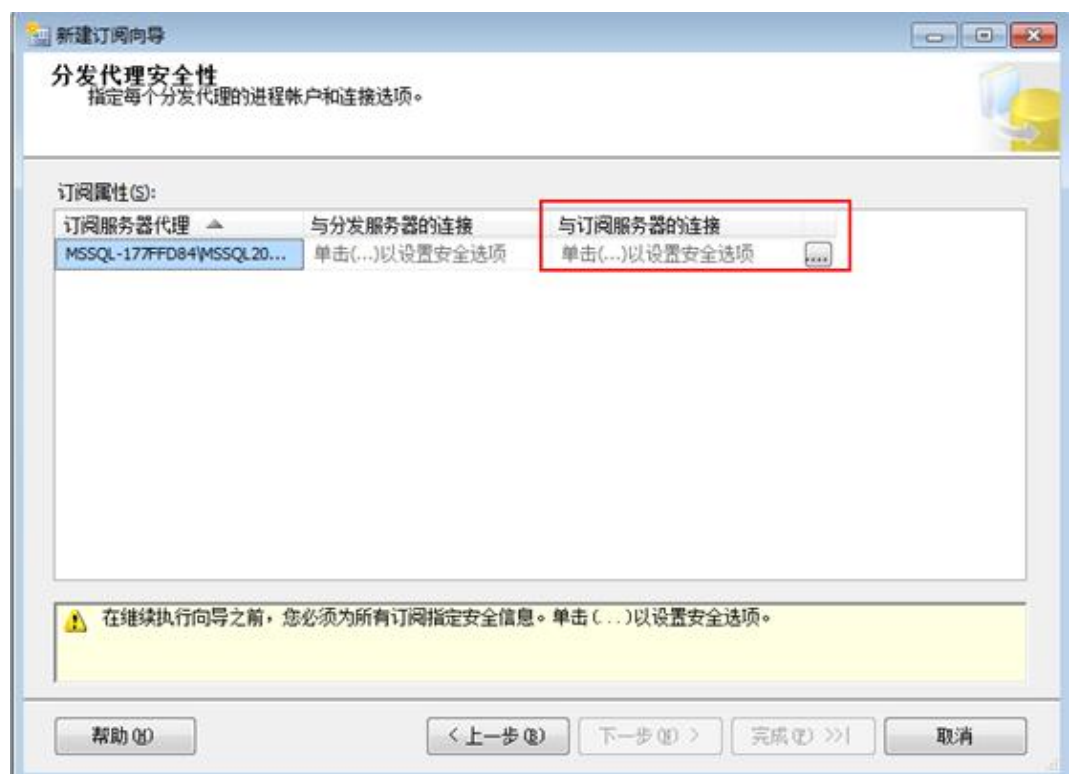 新建订阅向导
分发代理安全性
指定每个分发代理的进程帐户和连接选项。
订阅属性(S):
订阅服务器代理 与分发服务器的连接 与订阅服务器的连接
MSSQL-177FFD84\MSSQL20... 单击(...)以设置安全选项 单击(...)以设置安全选项 ...
在继续执行向导之前，您必须为所有订阅指定安全信息。单击(...)以设置安全选项。
帮助(H) <上一步(B) 下一步(N) > 完成(F) >>| 取消